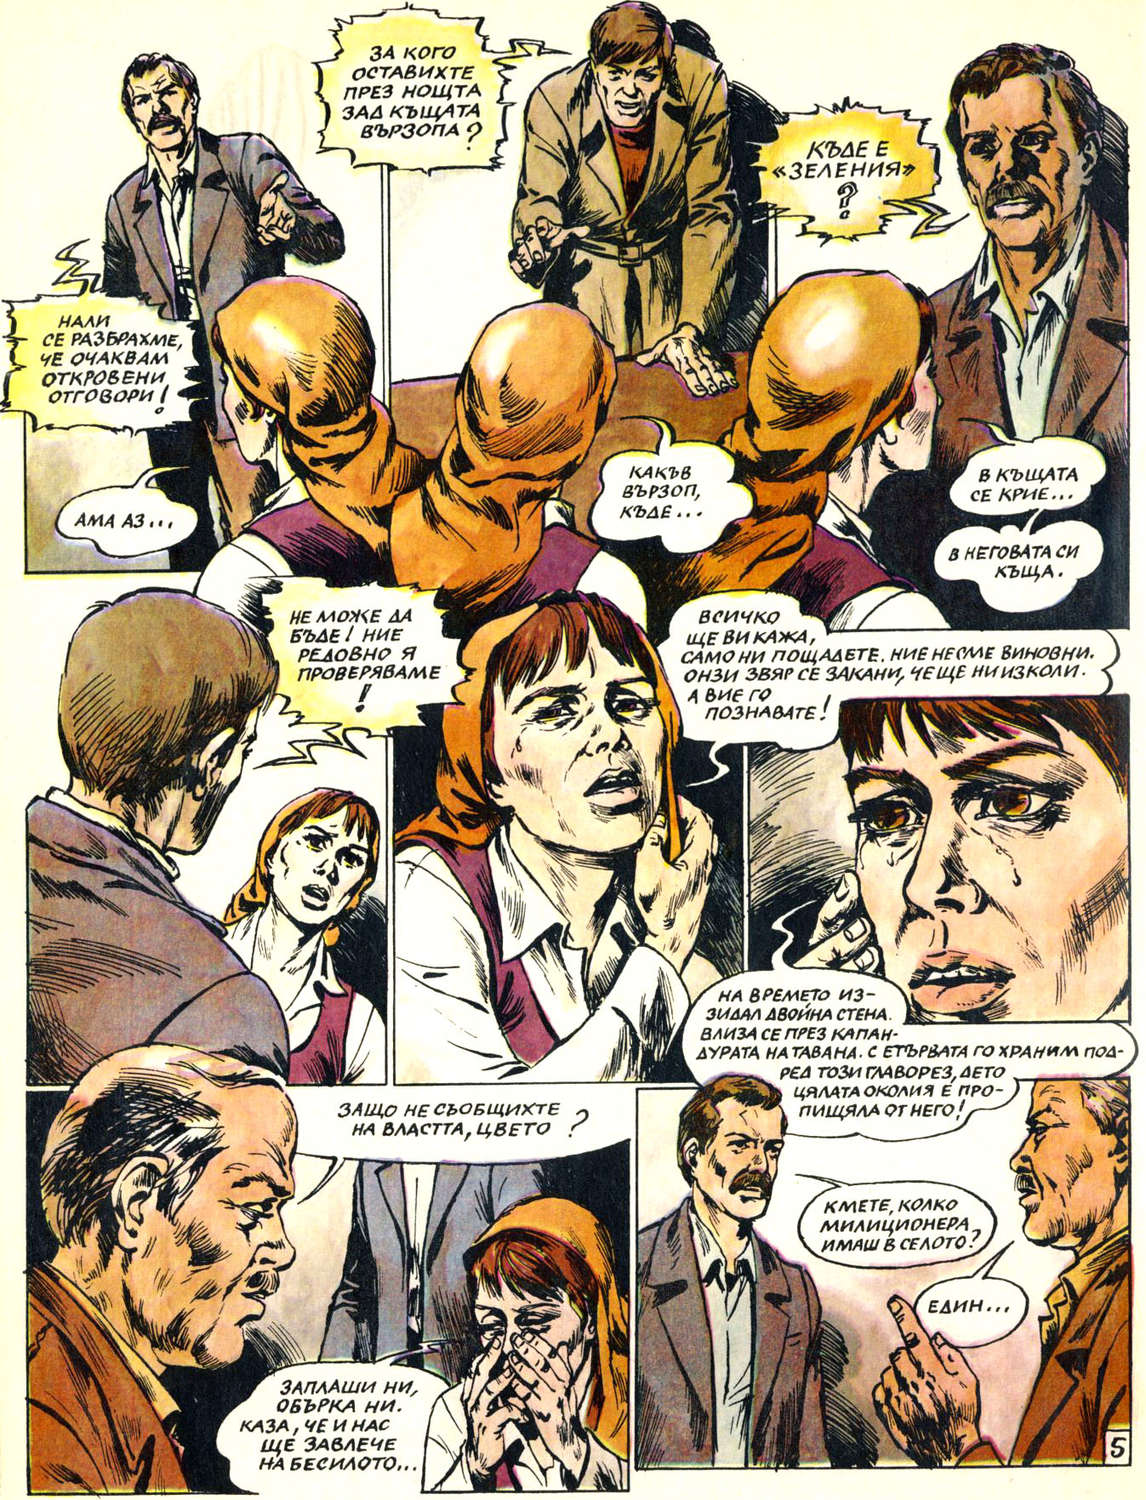 НАЛИ
СЕ РАЗБРАХМЕ,
ЧЕ ОЧАКВАМ
ОТКРОВЕНИ
ОТГОВОРИ!
АМА АЗ...
ЗА КОГО
ОСТАВИХТЕ
ПРЕЗ НОЩТА
ЗАД КЪЩАТА
ВЪРЗОПА?
КАКЪВ
ВЪРЗОП,
КЪДЕ...
КЪДЕ Е
«ЗЕЛЕНИЯ»
?
В КЪЩАТА
СЕ КРИЕ...
В НЕГОВАТА СИ
КЪЩА.
НЕ МОЖЕ ДА
БЪДЕ! НИЕ
РЕДОВНО Я
ПРОВЕРЯВАМЕ
!
ВСИЧКО
ЩЕ ВИ КАЖА,
САМО НИ ПОЩАДЕТЕ. НИЕ НЕ СМЕ ВИНОВНИ.
ОНЗИ ЗВЯР СЕ ЗАКАНИ, ЧЕ ЩЕ НИ ИЗКОЛИ.
А ВИЕ ГО
ПОЗНАВАТЕ!
НА ВРЕМЕТО ИЗ-
ЗИДАЛ ДВОЙНА СТЕНА.
ВЛИЗА СЕ ПРЕЗ КАПАН-
ДУРАТА НА ТАВАНА. С ЕТЪРВАТА ГО ХРАНИМ ПОД-
РЕД ТОЗИ ГЛАВОРЕЗ, ДЕТО
ЦЯЛАТА ОКОЛИЯ Е ПРО-
ПИЩЯЛА ОТ НЕГО!
ЗАЩО НЕ СЪОБЩИХТЕ
НА ВЛАСТТА, ЦВЕТО?
ЗАПЛАШИ НИ,
ОБЪРКА НИ.
КАЗА, ЧЕ И НАС
ЩЕ ЗАВЛЕЧЕ
НА БЕСИЛОТО...
КМЕТЕ, КОЛКО
МИЛИЦИОНЕРА
ИМАШ В СЕЛОТО?
ЕДИН...
5